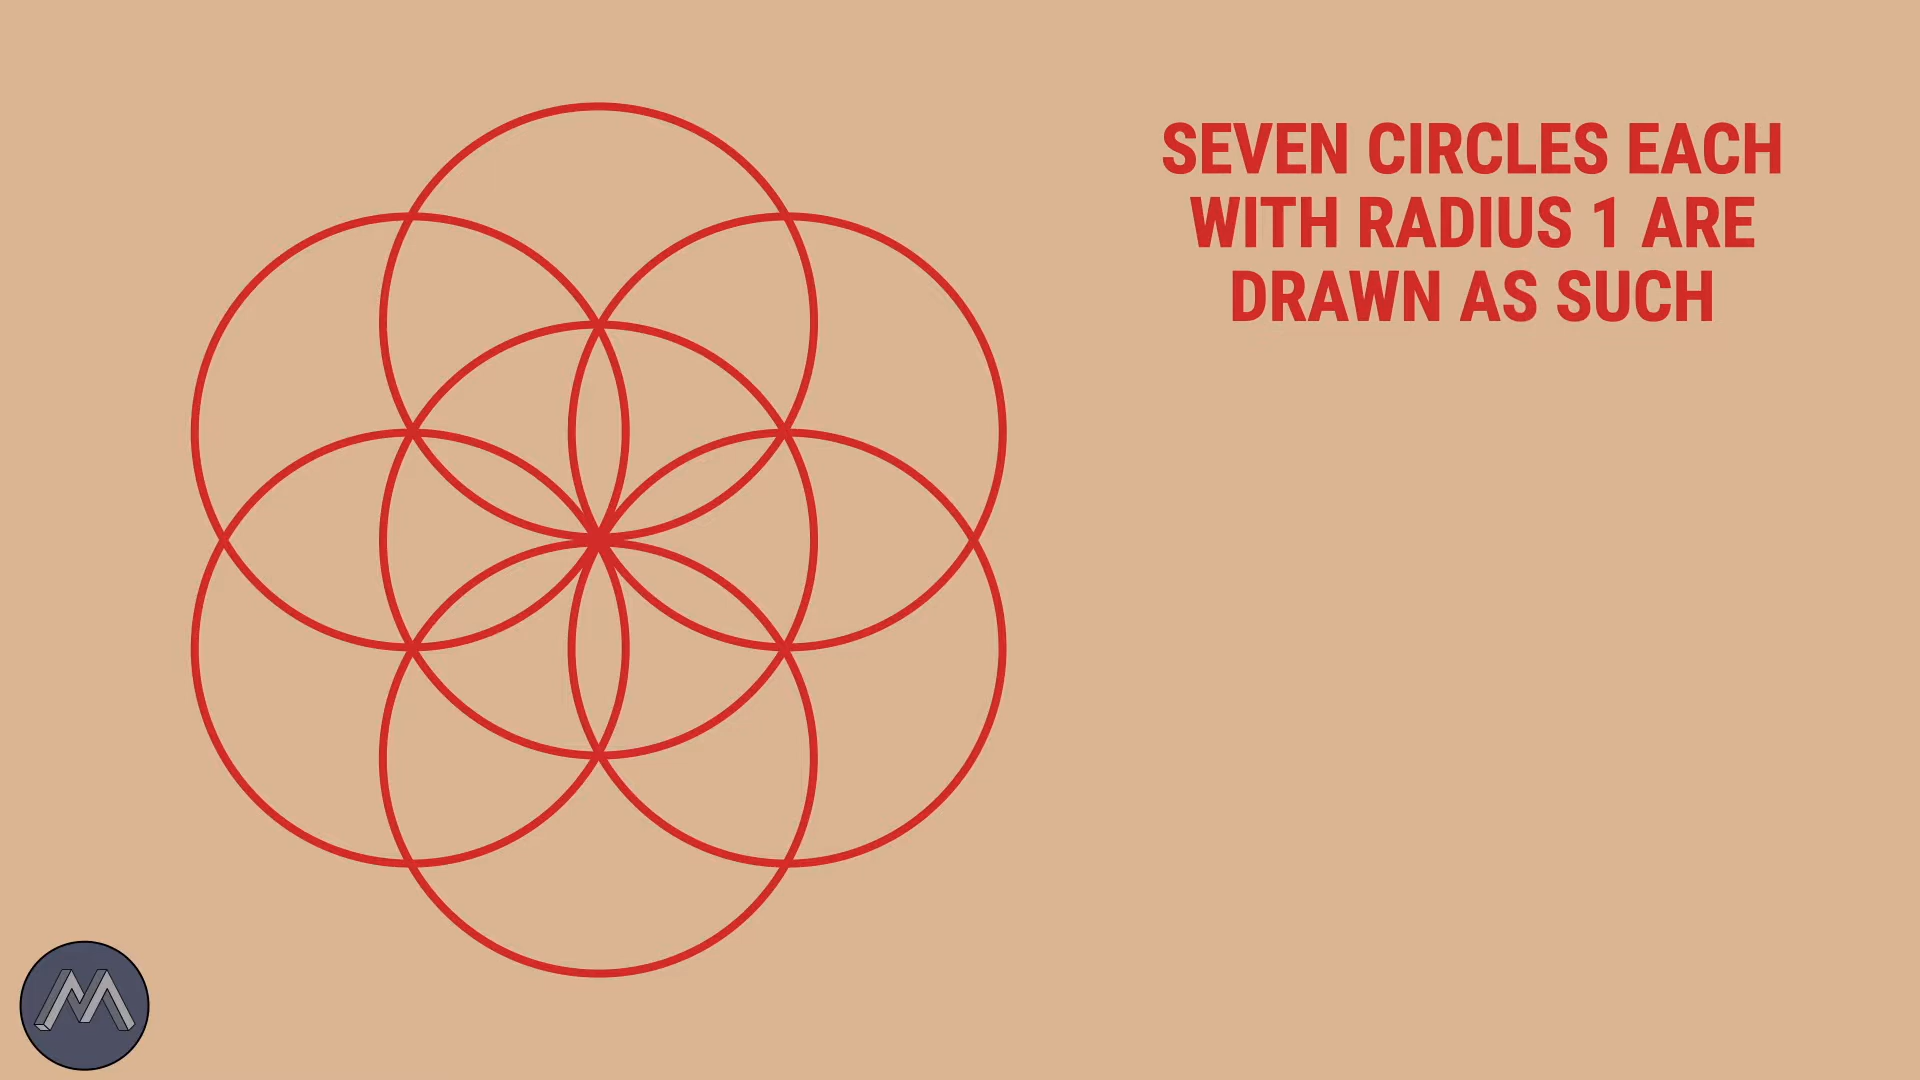 SEVEN CIRCLES EACH
WITH RADIUS 1 ARE
DRAWN AS SUCH
M